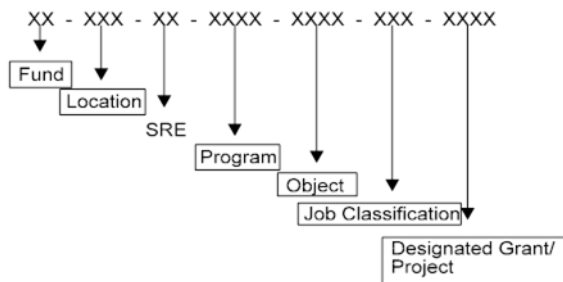 XX - XXX - XX - XXXX - XXXX - XXX - XXXX
Fund
Location
SRE
Program
Object
Job Classification
Designated Grant/
Project